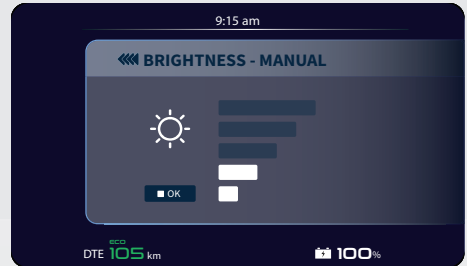 9:15 am
BRIGHTNESS - MANUAL
OK
ECO
DTE 105 km
100%